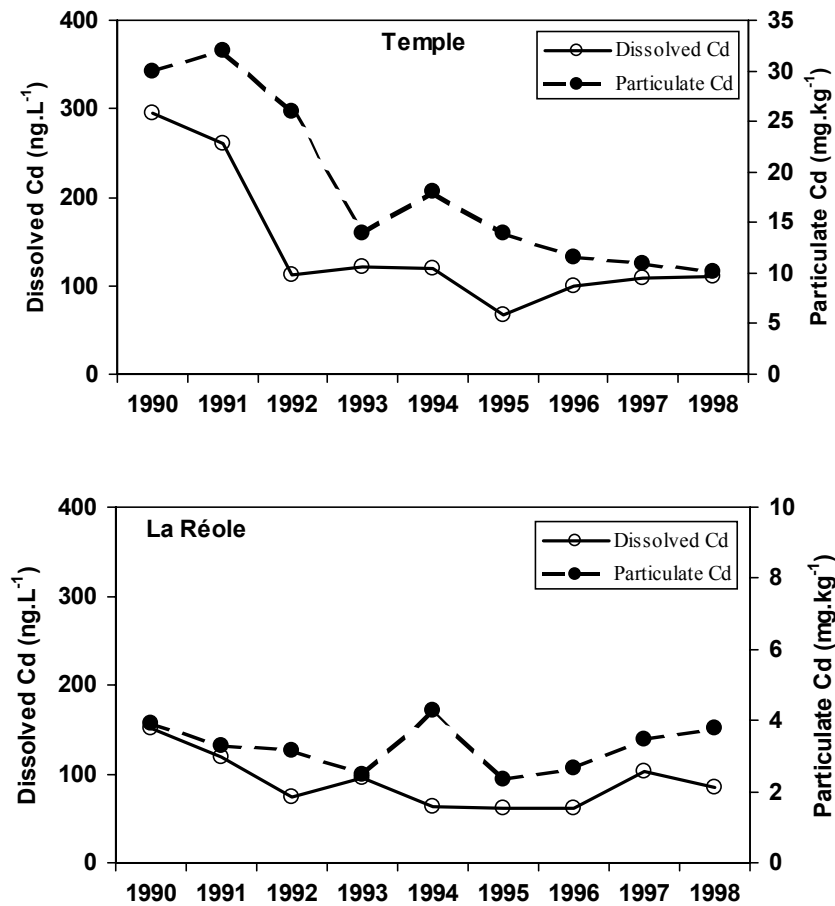 Temple
Dissolved Cd
Particulate Cd
Dissolved Cd (ng.L⁻¹)
400
300
200
100
0
Particulate Cd (mg.kg⁻¹)
35
30
25
20
15
10
5
0
1990 1991 1992 1993 1994 1995 1996 1997 1998
La Réole
Dissolved Cd
Particulate Cd
Dissolved Cd (ng.L⁻¹)
400
300
200
100
0
Particulate Cd (mg.kg⁻¹)
10
8
6
4
2
0
1990 1991 1992 1993 1994 1995 1996 1997 1998